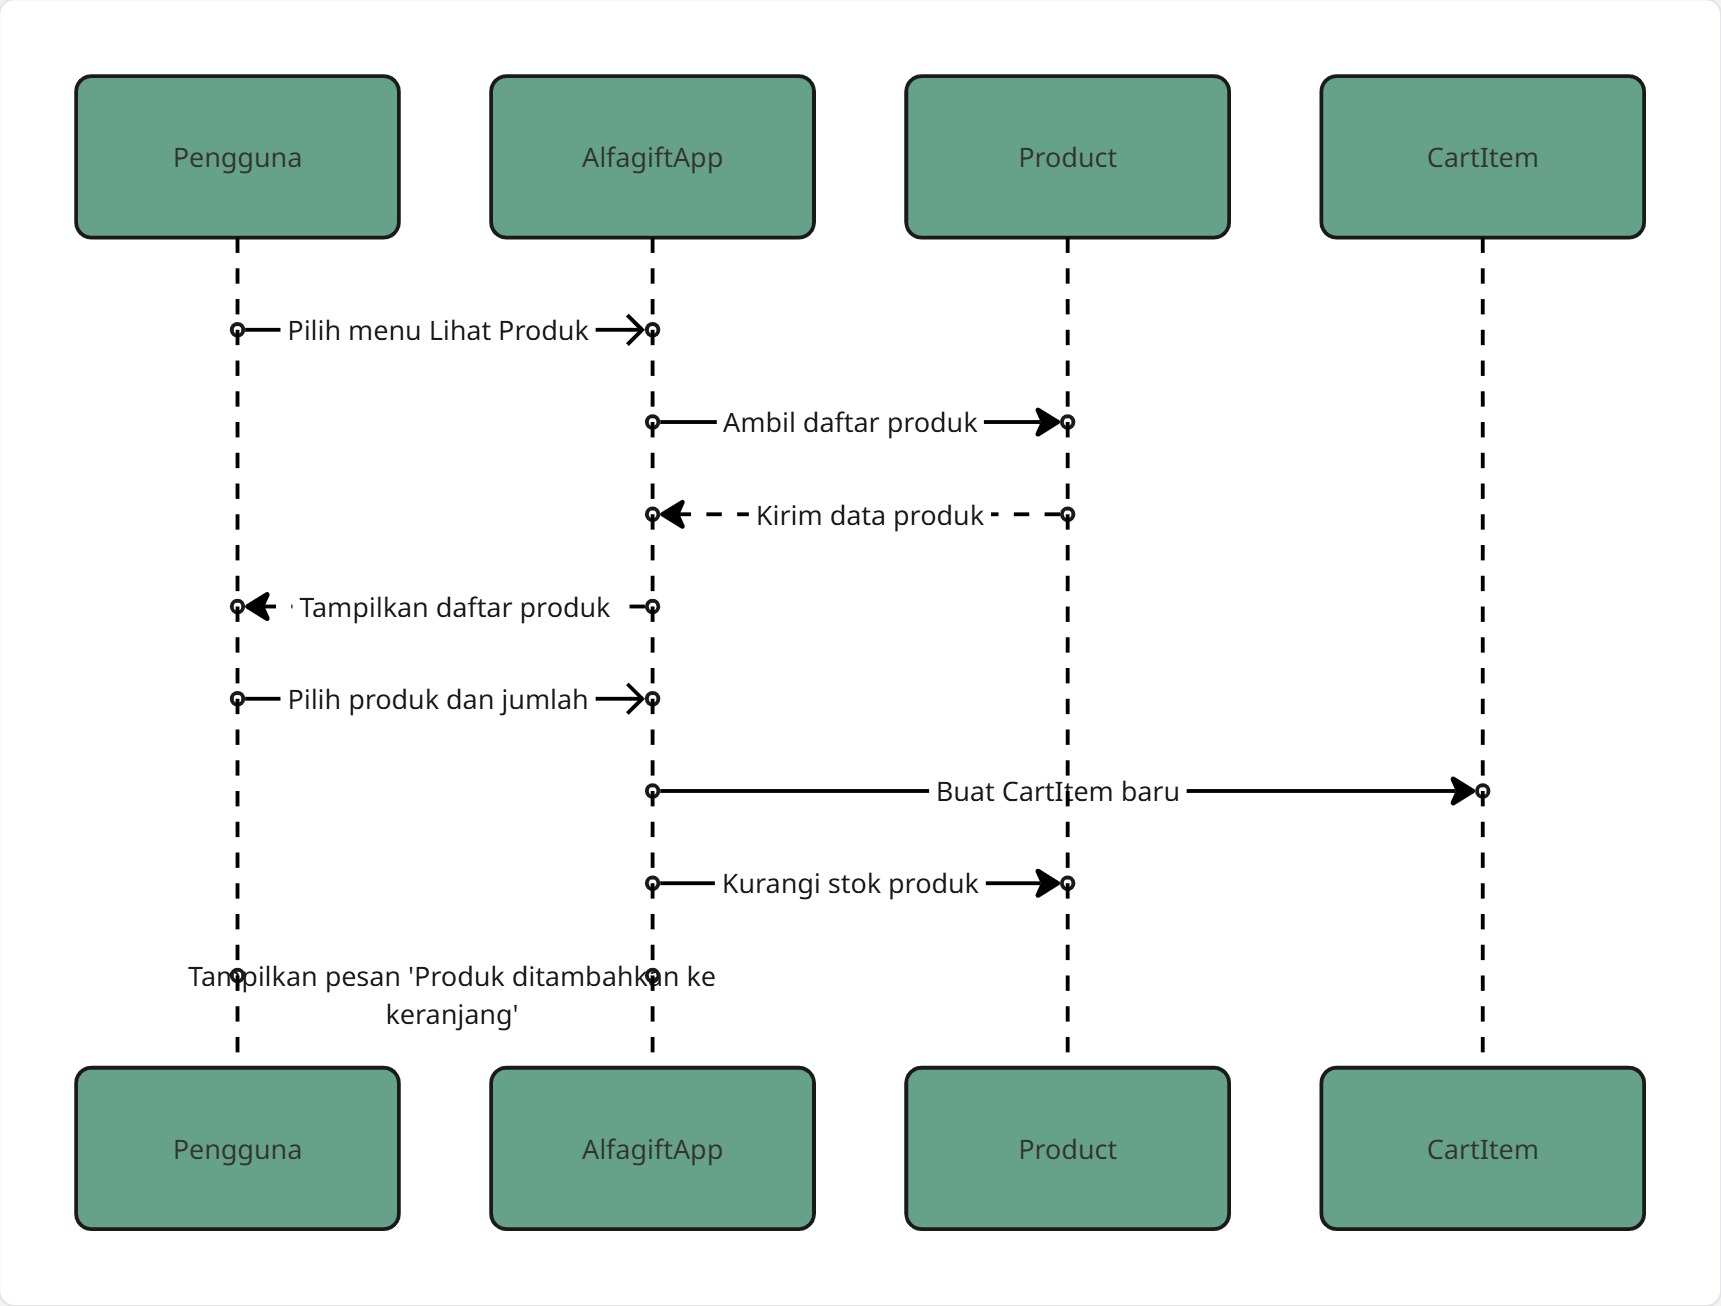 Pengguna
AlfagiftApp
Product
CartItem
Pilih menu Lihat Produk
Ambil daftar produk
Kirim data produk
Tampilkan daftar produk
Pilih produk dan jumlah
Buat CartItem baru
Kurangi stok produk
Tampilkan pesan 'Produk ditambahkan ke
keranjang'
Pengguna
AlfagiftApp
Product
CartItem